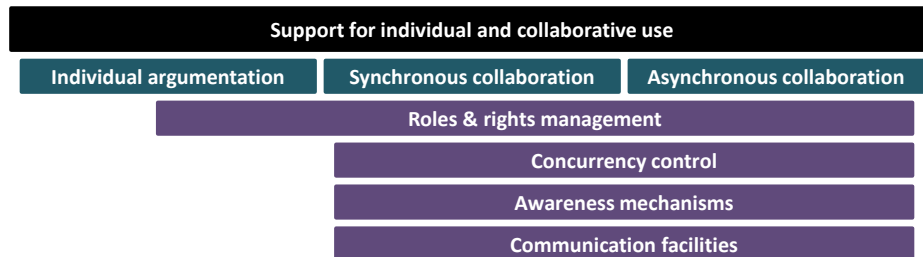 Support for individual and collaborative use
Individual argumentation Synchronous collaboration Asynchronous collaboration
Roles & rights management
Concurrency control
Awareness mechanisms
Communication facilities